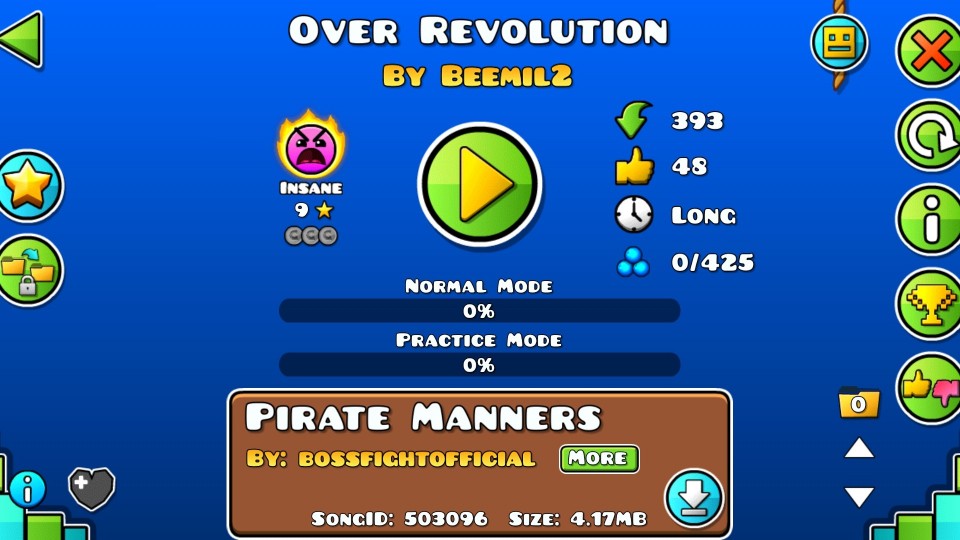 Over Revolution
By Beemil2
Insane
9
393
48
Long
0/425
Normal Mode
0%
Practice Mode
0%
0
Pirate Manners
By: bossfightofficial More
SongID: 503096 Size: 4.17MB